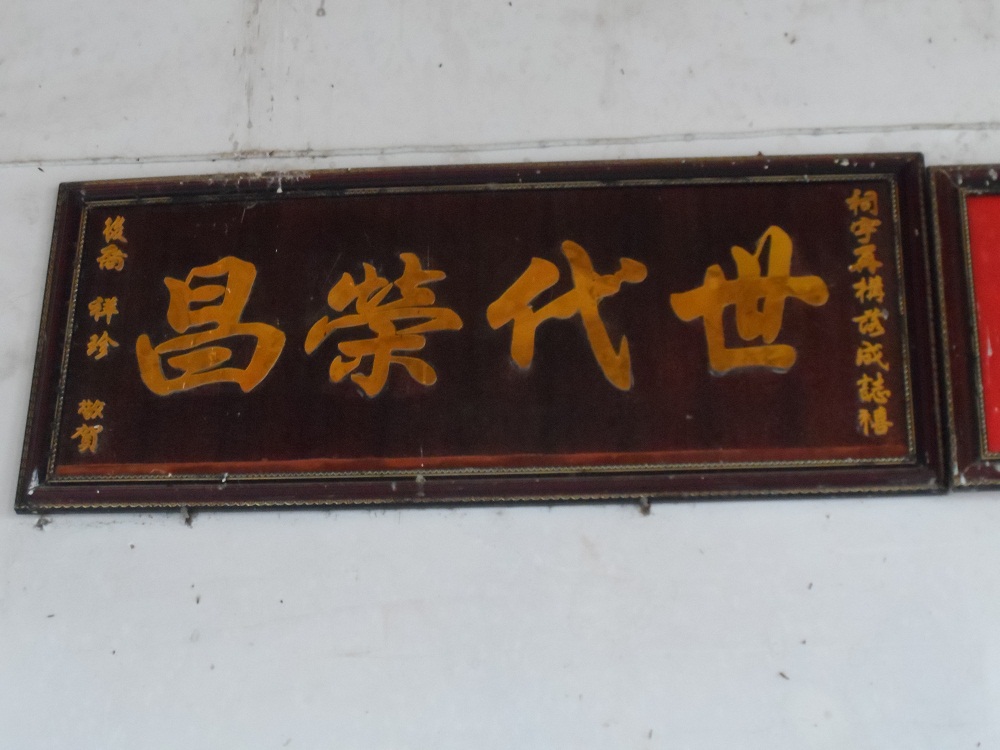 祠宇再構落成誌禧
世代榮昌
後裔 祥珍 敬賀